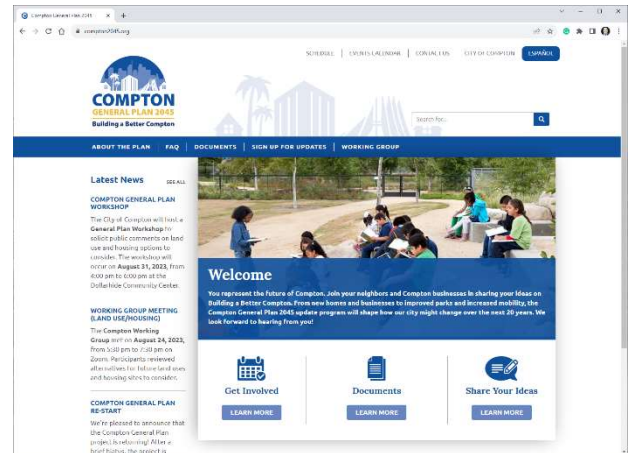 Compton General Plan 2045
compton2045.org
SCHEDULE
EVENTS CALENDAR
CONTACT US
CITY OF COMPTON
ESPAÑOL
COMPTON
GENERAL PLAN 2045
Building a Better Compton
Search for...
ABOUT THE PLAN
FAQ
DOCUMENTS
SIGN UP FOR UPDATES
WORKING GROUP
Latest News
SEE ALL
COMPTON GENERAL PLAN
WORKSHOP
The City of Compton will host a
General Plan Workshop to
solicit public comments on land
use and housing options to
consider. The workshop will
occur on August 31, 2023, from
4:00 pm to 6:00 pm at the
Dollarhide Community Center.
WORKING GROUP MEETING
(LAND USE/HOUSING)
The Compton Working
Group met on August 24, 2023,
from 5:30 pm to 7:30 pm on
Zoom. Participants reviewed
alternatives for future land uses
and housing sites to consider.
COMPTON GENERAL PLAN
RE-START
We're pleased to announce that
the Compton General Plan
project is returning! After a
brief hiatus, the project is
Welcome
You represent the future of Compton. Join your neighbors and Compton businesses in sharing your ideas on
Building a Better Compton. From new homes and businesses to improved parks and increased mobility, the
Compton General Plan 2045 update program will shape how our city might change over the next 20 years. We
look forward to hearing from you!
Get Involved
LEARN MORE
Documents
LEARN MORE
Share Your Ideas
LEARN MORE